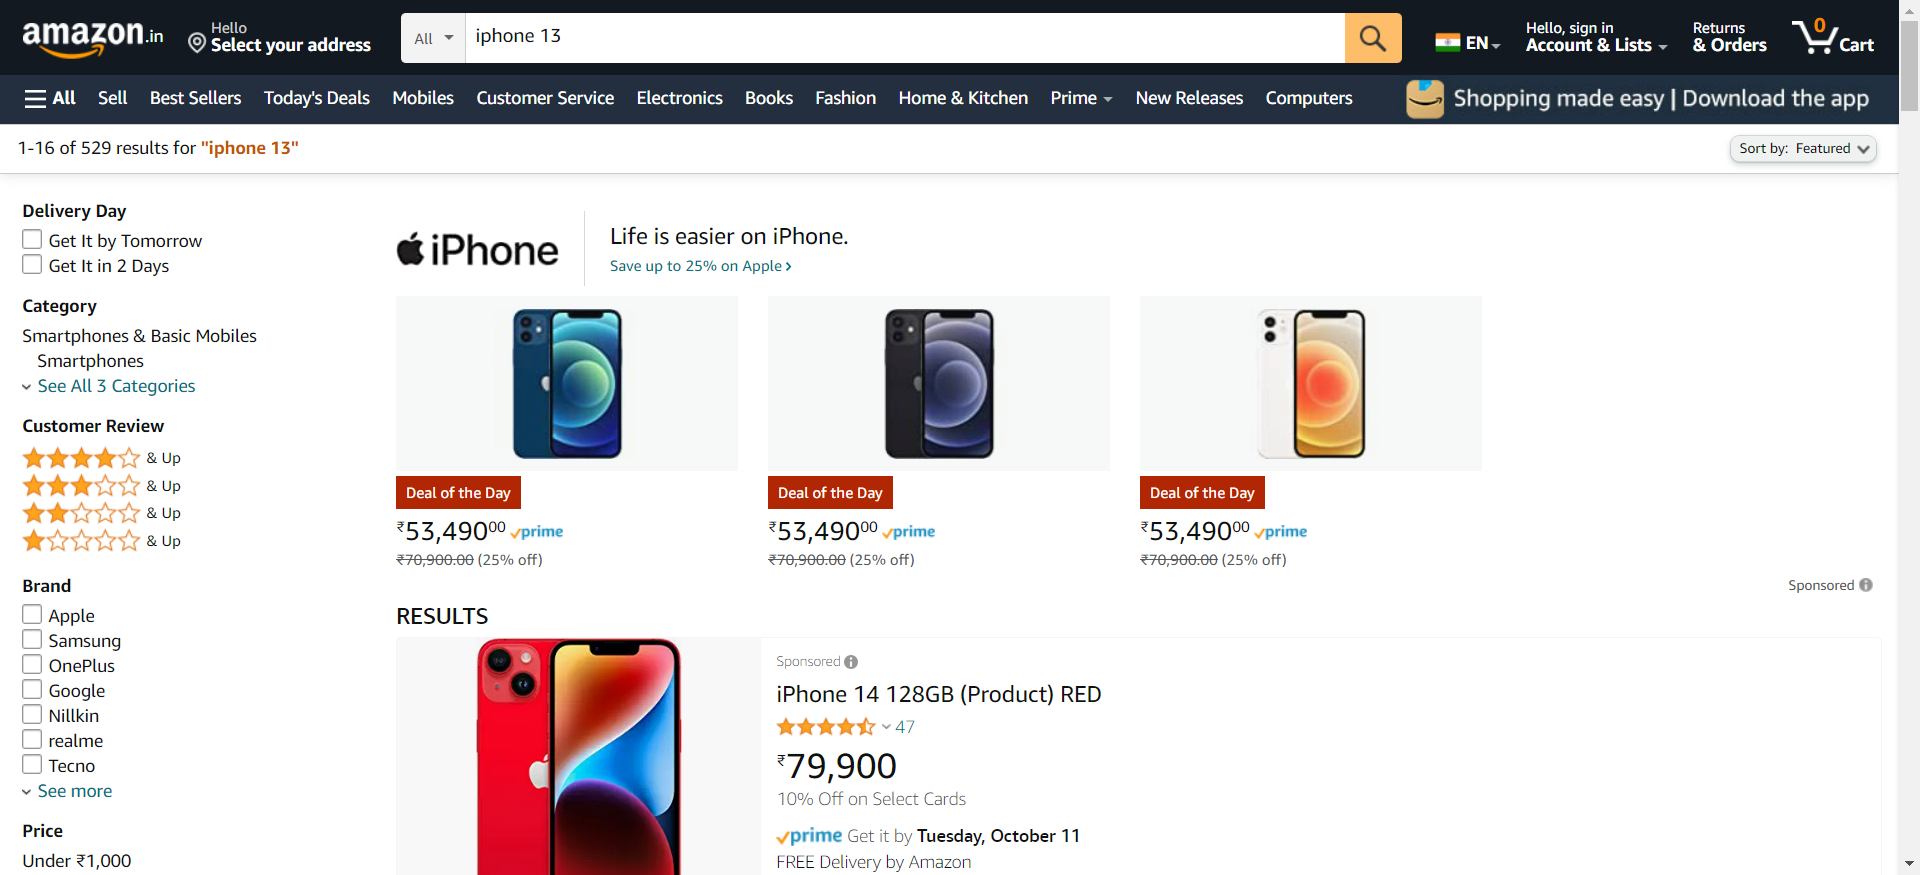 amazon.in
Hello
Select your address
All
iphone 13
EN
Hello, sign in
Account & Lists
Returns
& Orders
0
Cart
All
Sell
Best Sellers
Today's Deals
Mobiles
Customer Service
Electronics
Books
Fashion
Home & Kitchen
Prime
New Releases
Computers
Shopping made easy | Download the app
1-16 of 529 results for "iphone 13"
Sort by: Featured
Delivery Day
Get It by Tomorrow
Get It in 2 Days
Category
Smartphones & Basic Mobiles
Smartphones
See All 3 Categories
Customer Review
& Up
& Up
& Up
& Up
Brand
Apple
Samsung
OnePlus
Google
Nillkin
realme
Tecno
See more
Price
Under ₹1,000
iPhone
Life is easier on iPhone.
Save up to 25% on Apple ›
Deal of the Day
₹53,49000 prime
₹70,900.00 (25% off)
Deal of the Day
₹53,49000 prime
₹70,900.00 (25% off)
Deal of the Day
₹53,49000 prime
₹70,900.00 (25% off)
Sponsored
RESULTS
Sponsored
iPhone 14 128GB (Product) RED
47
₹79,900
10% Off on Select Cards
prime Get it by Tuesday, October 11
FREE Delivery by Amazon